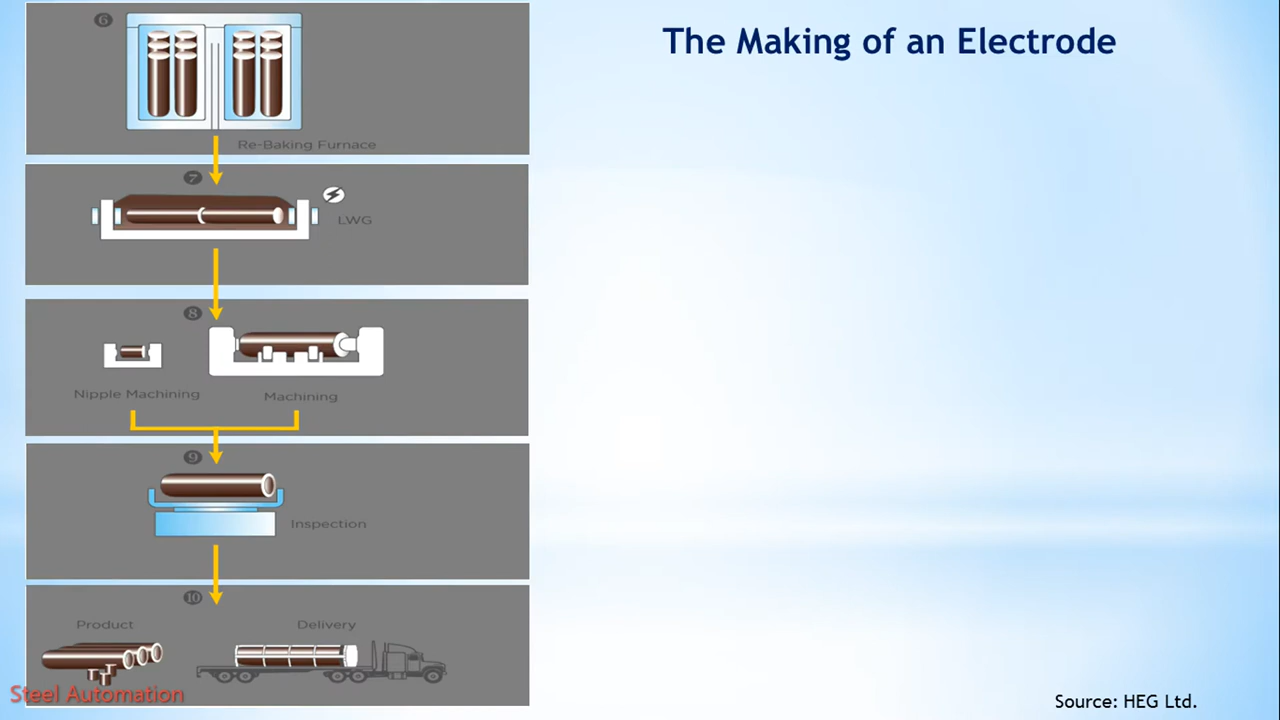 The Making of an Electrode
6
Re-Baking Furnace
7
LWG
8
Nipple Machining
Machining
9
Inspection
10
Product
Delivery
Steel Automation
Source: HEG Ltd.